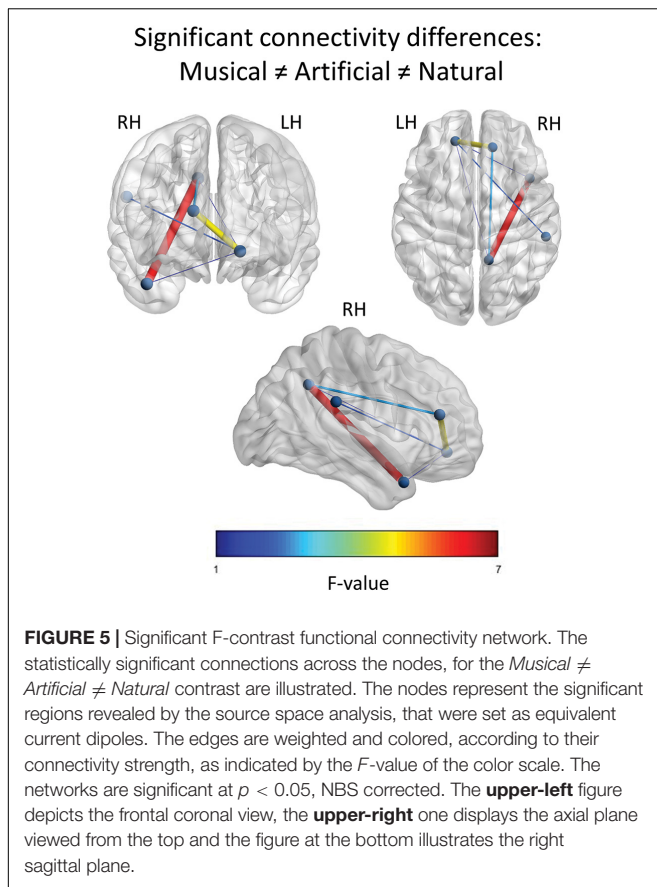 Significant connectivity differences:
Musical ≠ Artificial ≠ Natural
RH
LH
LH
RH
RH
1
7
F-value
FIGURE 5 | Significant F-contrast functional connectivity network. The
statistically significant connections across the nodes, for the Musical ≠
Artificial ≠ Natural contrast are illustrated. The nodes represent the significant
regions revealed by the source space analysis, that were set as equivalent
current dipoles. The edges are weighted and colored, according to their
connectivity strength, as indicated by the F-value of the color scale. The
networks are significant at p < 0.05, NBS corrected. The upper-left figure
depicts the frontal coronal view, the upper-right one displays the axial plane
viewed from the top and the figure at the bottom illustrates the right
sagittal plane.